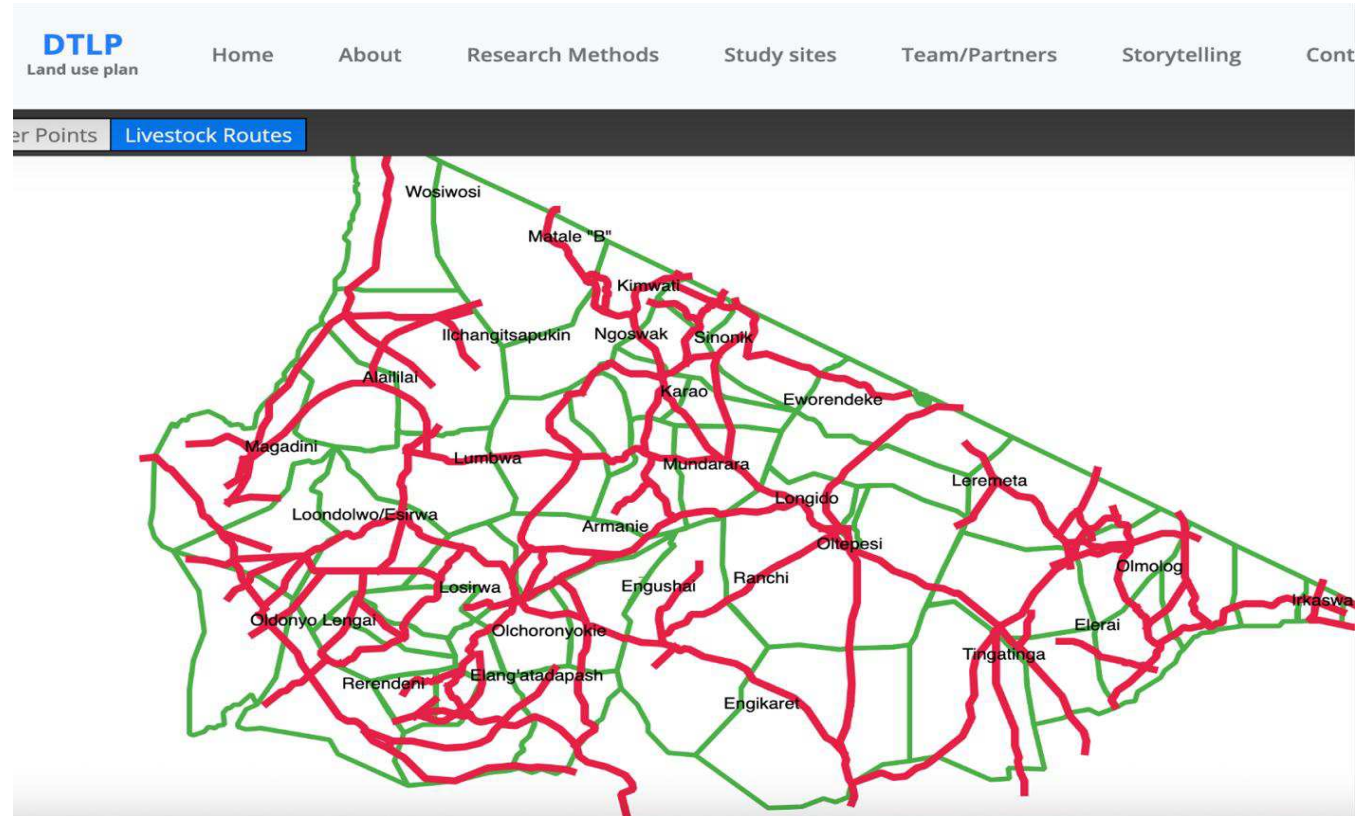 DTLP
Land use plan
Home
About
Research Methods
Study sites
Team/Partners
Storytelling
Cont
er Points
Livestock Routes
Wosiwosi
Matale "B"
Kimwati
Ilchangitsapukin
Ngoswak
Sinonik
Alaililai
Karao
Eworendeke
Magadini
Lumbwa
Mundarara
Leremeta
Longido
Loondolwo/Esirwa
Armanie
Oltepesi
Olmolog
Ranchi
Engushai
Losirwa
Irkaswa
Oldonyo Lengai
Olchoronyokie
Elerai
Tingatinga
Elang'atadapash
Rerendeni
Engikaret